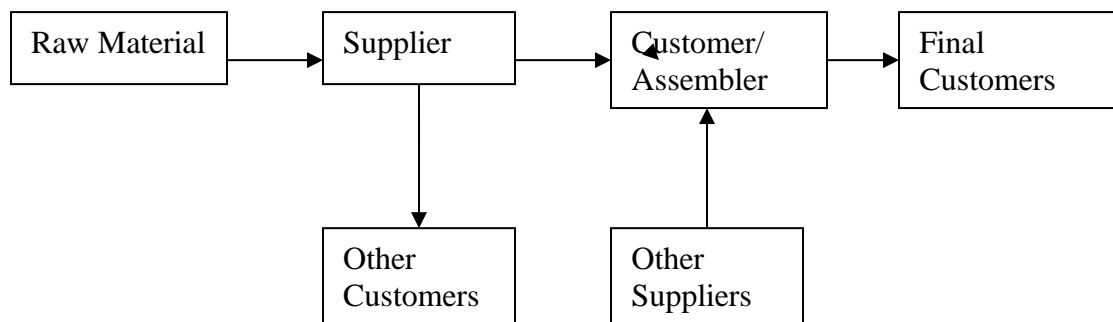 Raw Material
Supplier
Customer/
Assembler
Final
Customers
Other
Customers
Other
Suppliers